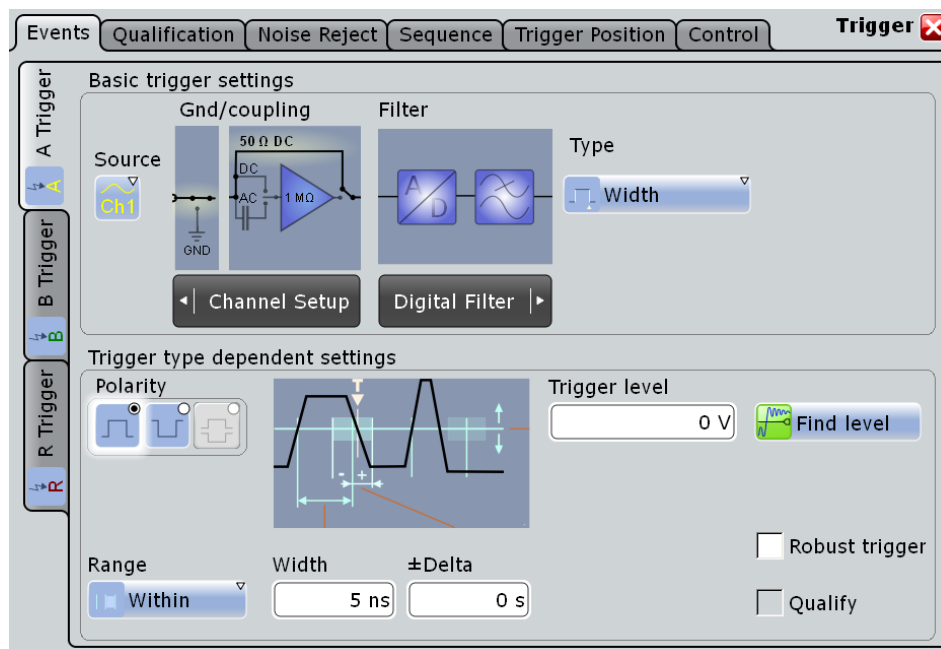 Events
Qualification
Noise Reject
Sequence
Trigger Position
Control
Trigger
A Trigger
A
B Trigger
B
R Trigger
R
Basic trigger settings
Gnd/coupling
Filter
Source
Ch1
50 Ω DC
DC
AC
1 MΩ
GND
A
D
Type
Width
Channel Setup
Digital Filter
Trigger type dependent settings
Polarity
T
- +
Trigger level
0 V
Find level
Robust trigger
Range
Width
±Delta
Within
5 ns
0 s
Qualify